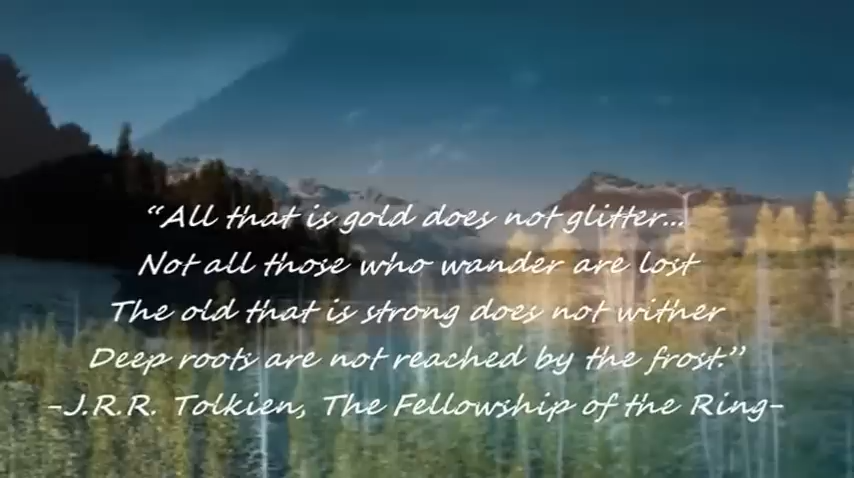 “All that is gold does not glitter...
Not all those who wander are lost
The old that is strong does not wither
Deep roots are not reached by the frost.”
-J.R.R. Tolkien, The Fellowship of the Ring-